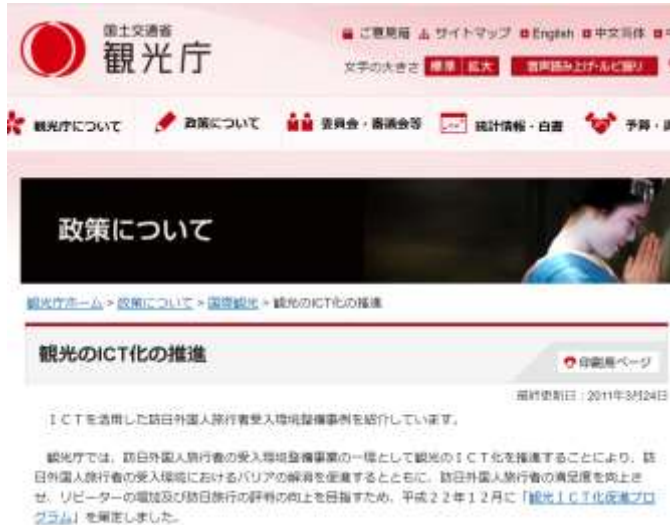 国土交通省
観光庁
ご意見箱 サイトマップ English 中文简体
文字の大きさ 標準 拡大 音声読み上げ・ルビ振り
観光庁について 政策について 委員会・審議会等 統計情報・白書 予算・
政策について
観光庁ホーム > 政策について > 国際観光 > 観光のICT化の推進
観光のICT化の推進
印刷用ページ
最終更新日：2011年3月24日
ICTを活用した訪日外国人旅行者受入環境整備事例を紹介しています。
観光庁では、訪日外国人旅行者の受入環境整備事業の一環として観光のICT化を推進することにより、訪
日外国人旅行者の受入環境におけるバリアの解消を促進するとともに、訪日外国人旅行者の満足度を向上さ
せ、リピーターの増加及び訪日旅行の評判の向上を目指すため、平成22年12月に「観光ICT化促進プロ
グラム」を策定しました。